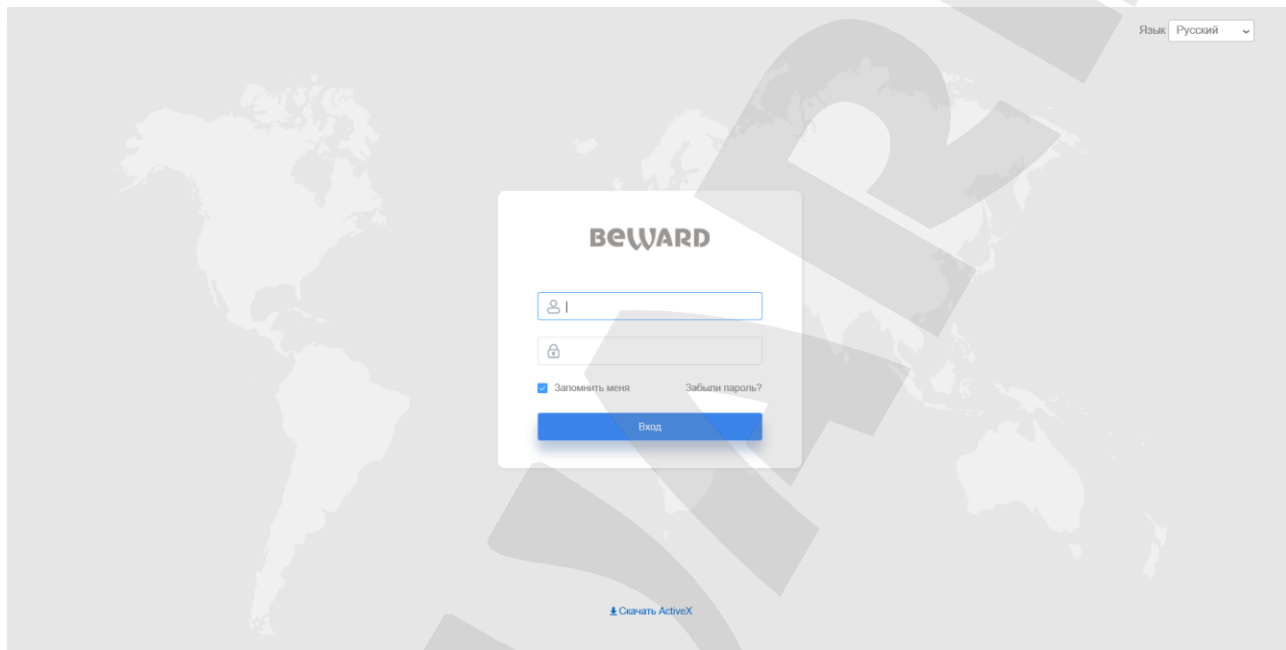 Язык Русский
BEWARD
Запомнить меня Забыли пароль?
Вход
Скачать ActiveX